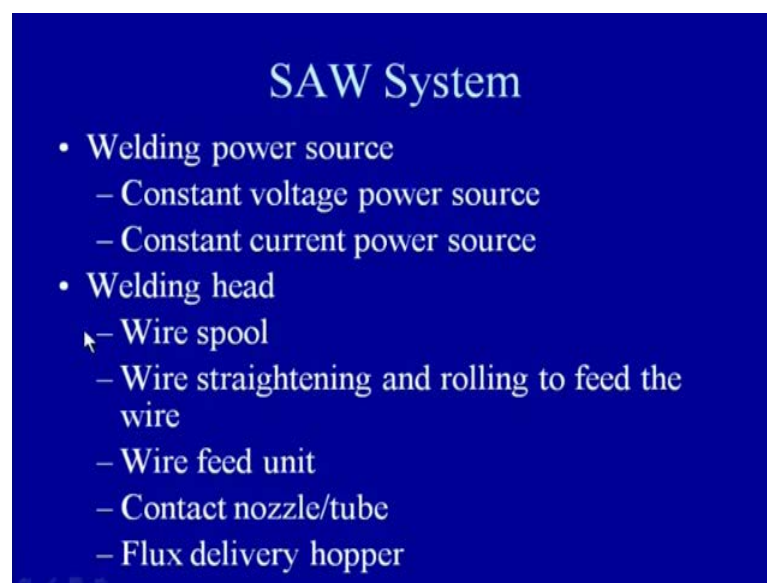 SAW System
• Welding power source
– Constant voltage power source
– Constant current power source
• Welding head
– Wire spool
– Wire straightening and rolling to feed the
wire
– Wire feed unit
– Contact nozzle/tube
– Flux delivery hopper